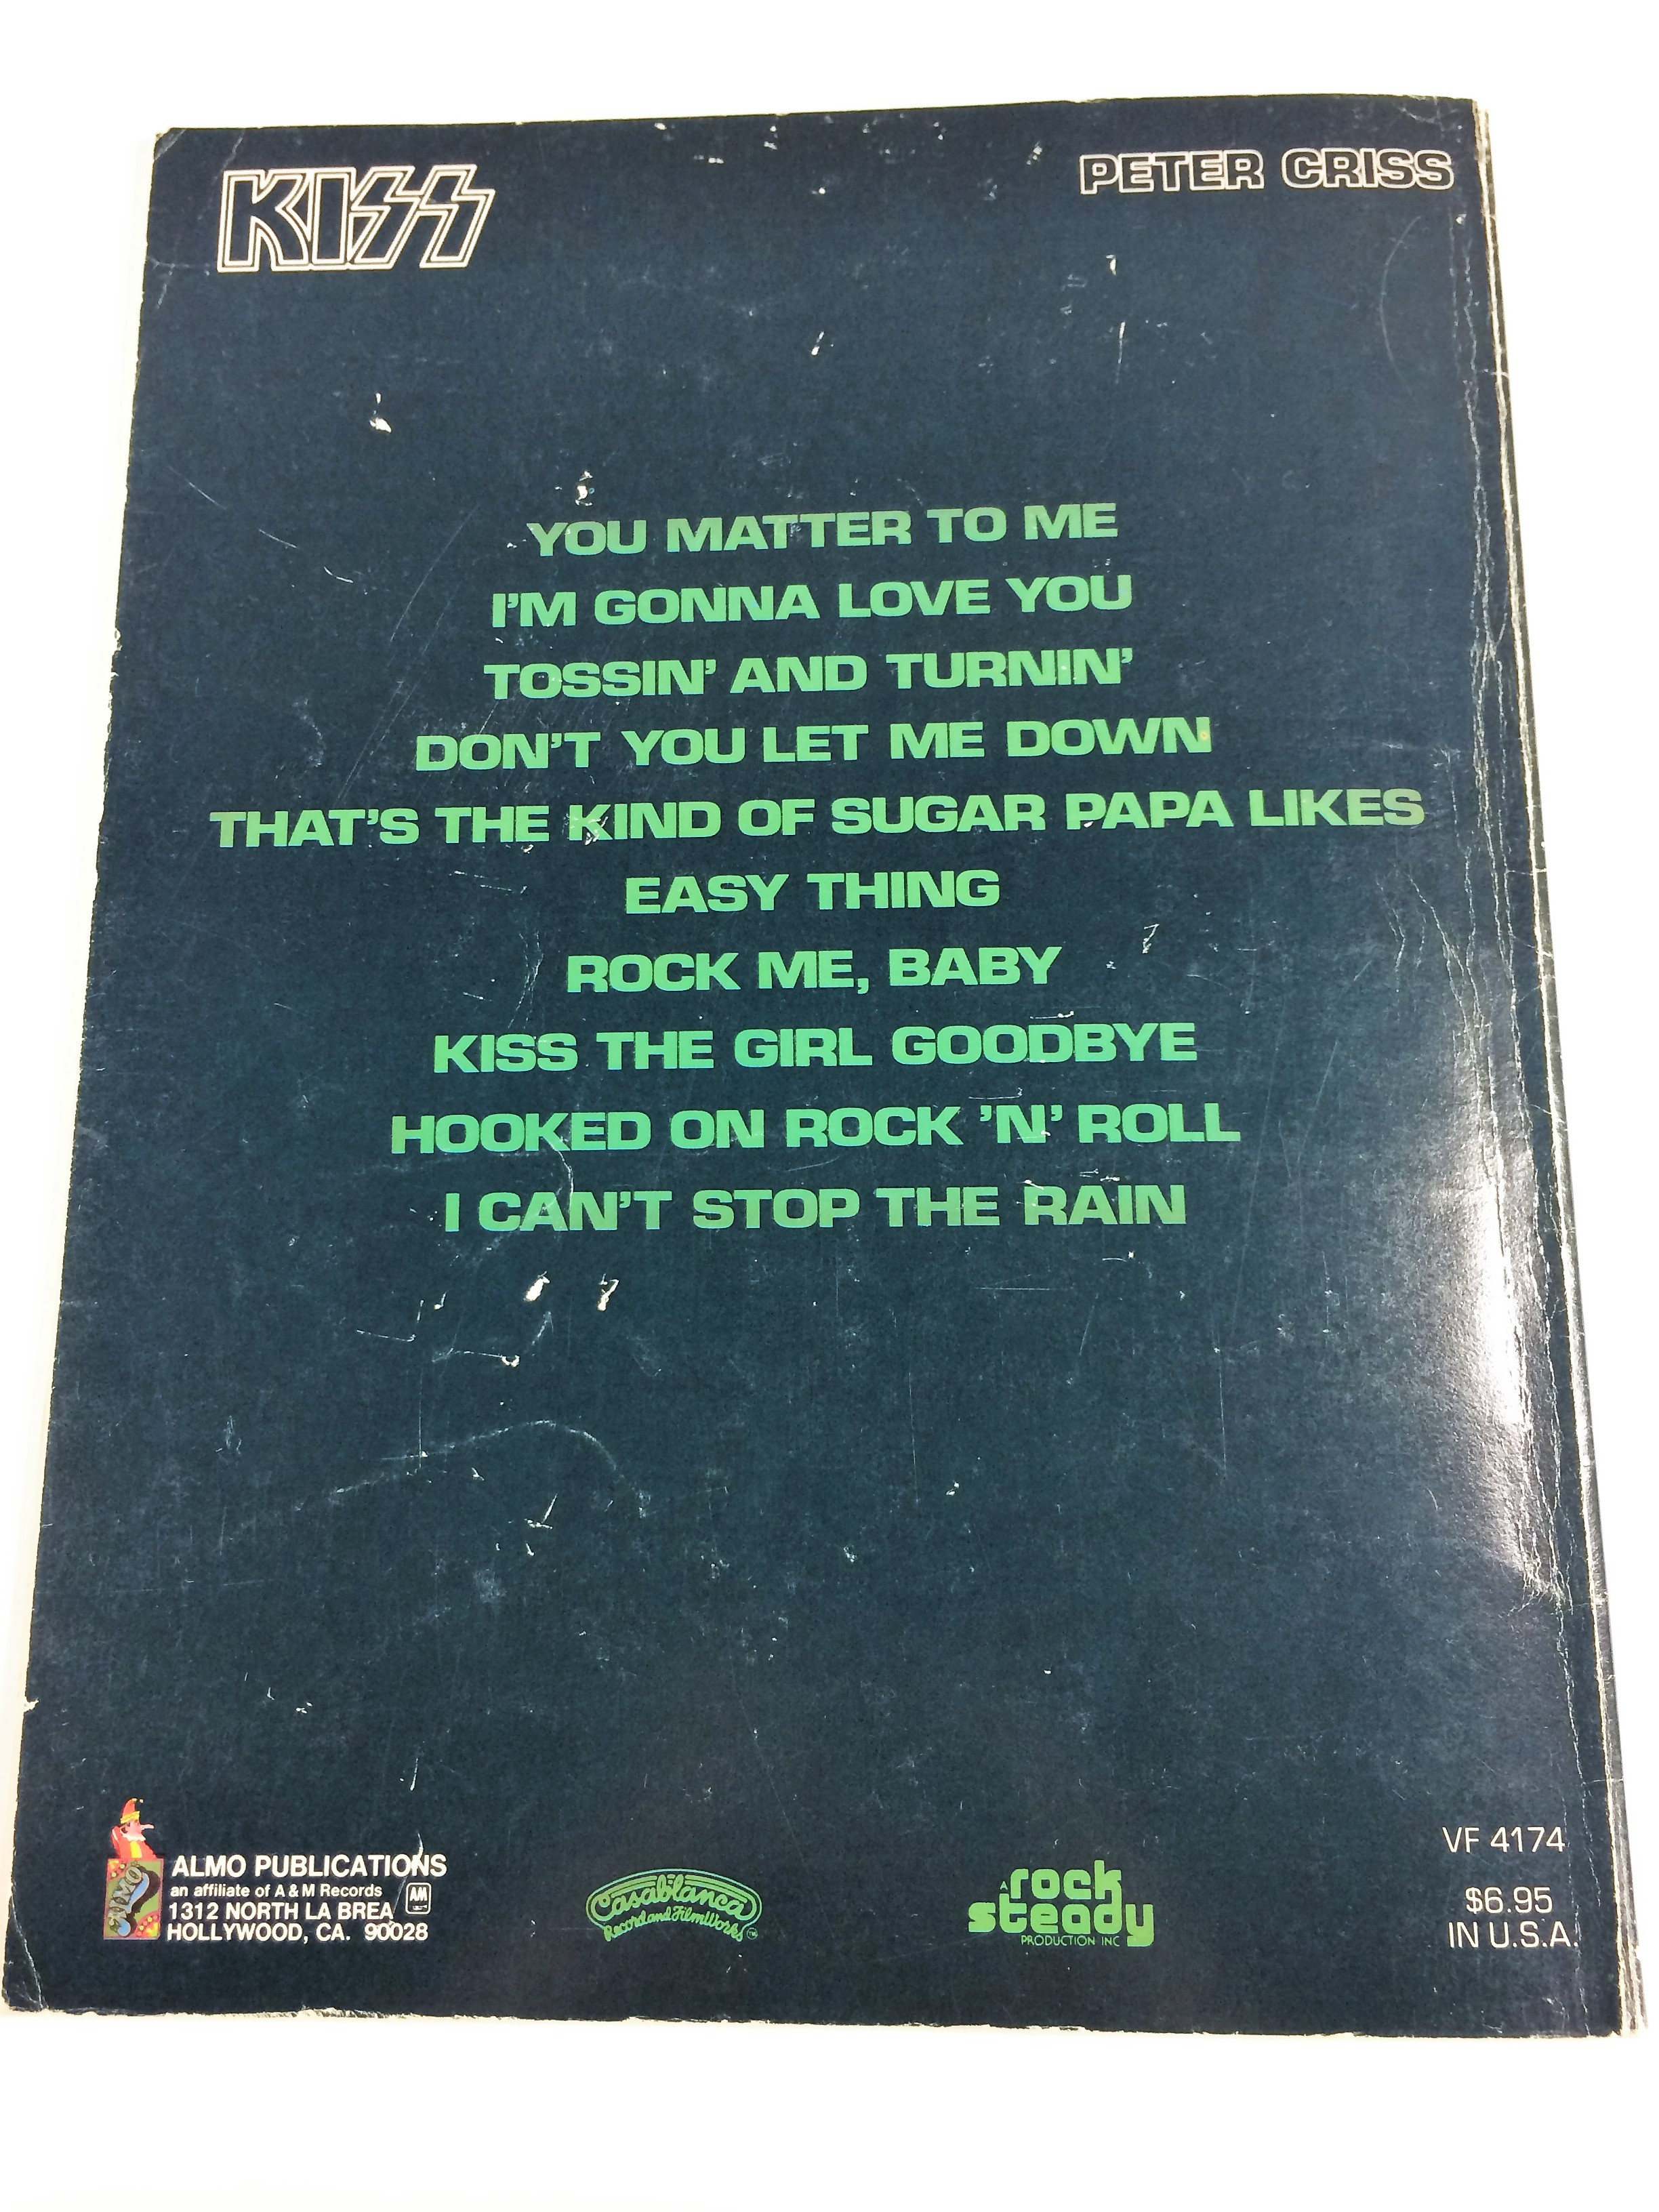 KISS
PETER CRISS
YOU MATTER TO ME
I'M GONNA LOVE YOU
TOSSIN' AND TURNIN'
DON'T YOU LET ME DOWN
THAT'S THE KIND OF SUGAR PAPA LIKES
EASY THING
ROCK ME, BABY
KISS THE GIRL GOODBYE
HOOKED ON ROCK 'N' ROLL
I CAN'T STOP THE RAIN
ALMO
ALMO PUBLICATIONS
an affiliate of A & M Records
AM
1312 NORTH LA BREA
HOLLYWOOD, CA. 90028
Casablanca
Record and FilmWorks
TM
A rock
steady
PRODUCTION INC
VF 4174
$6.95
IN U.S.A.